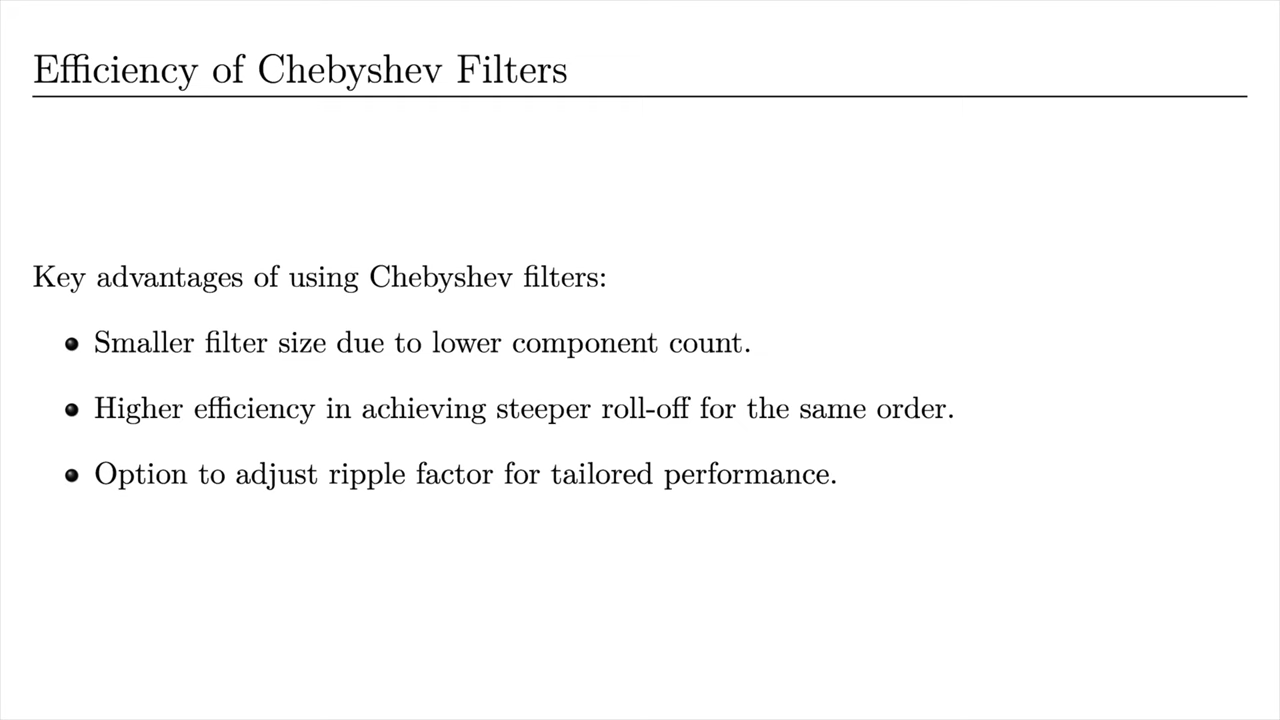 Efficiency of Chebyshev Filters
Key advantages of using Chebyshev filters:
Smaller filter size due to lower component count.
Higher efficiency in achieving steeper roll-off for the same order.
Option to adjust ripple factor for tailored performance.